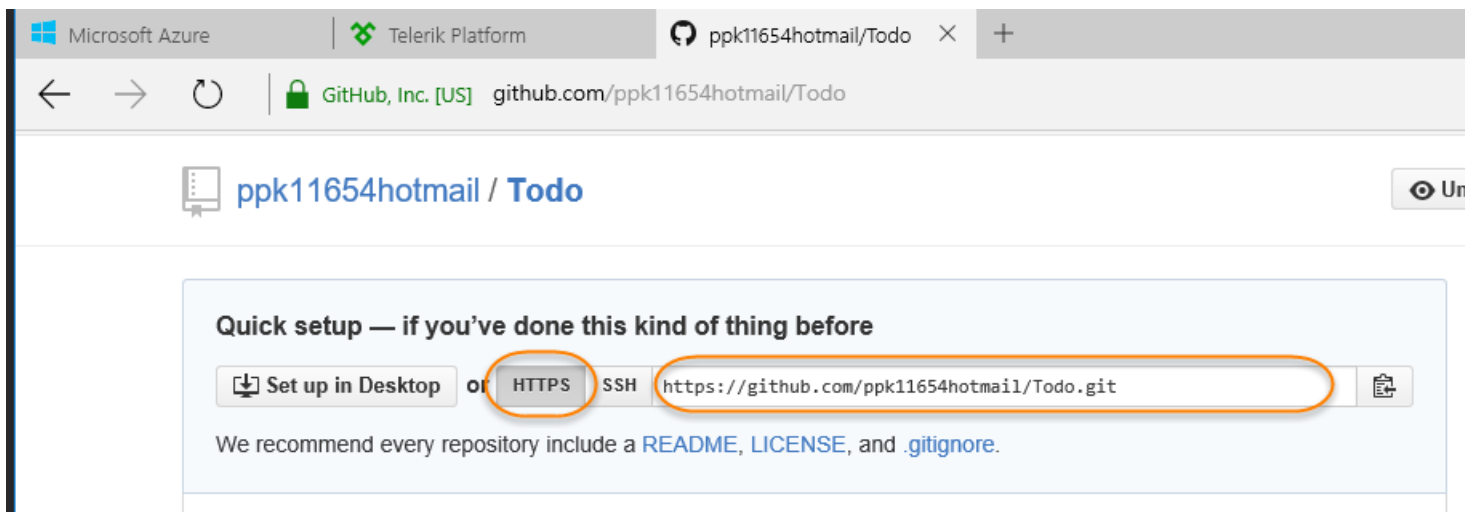 Microsoft Azure Telerik Platform ppk11654hotmail/Todo
GitHub, Inc. [US] github.com/ppk11654hotmail/Todo
ppk11654hotmail / Todo
Quick setup — if you've done this kind of thing before
Set up in Desktop or HTTPS SSH https://github.com/ppk11654hotmail/Todo.git
We recommend every repository include a README, LICENSE, and .gitignore.